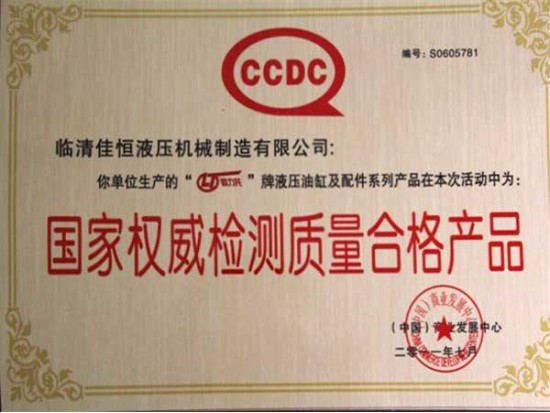 CCDC
编号: S0605781
临清佳恒液压机械制造有限公司:
你单位生产的“ ”牌液压油缸及配件系列产品在本次活动中为:
国家权威检测质量合格产品
(中国)商业发展中心
二零一一年七月